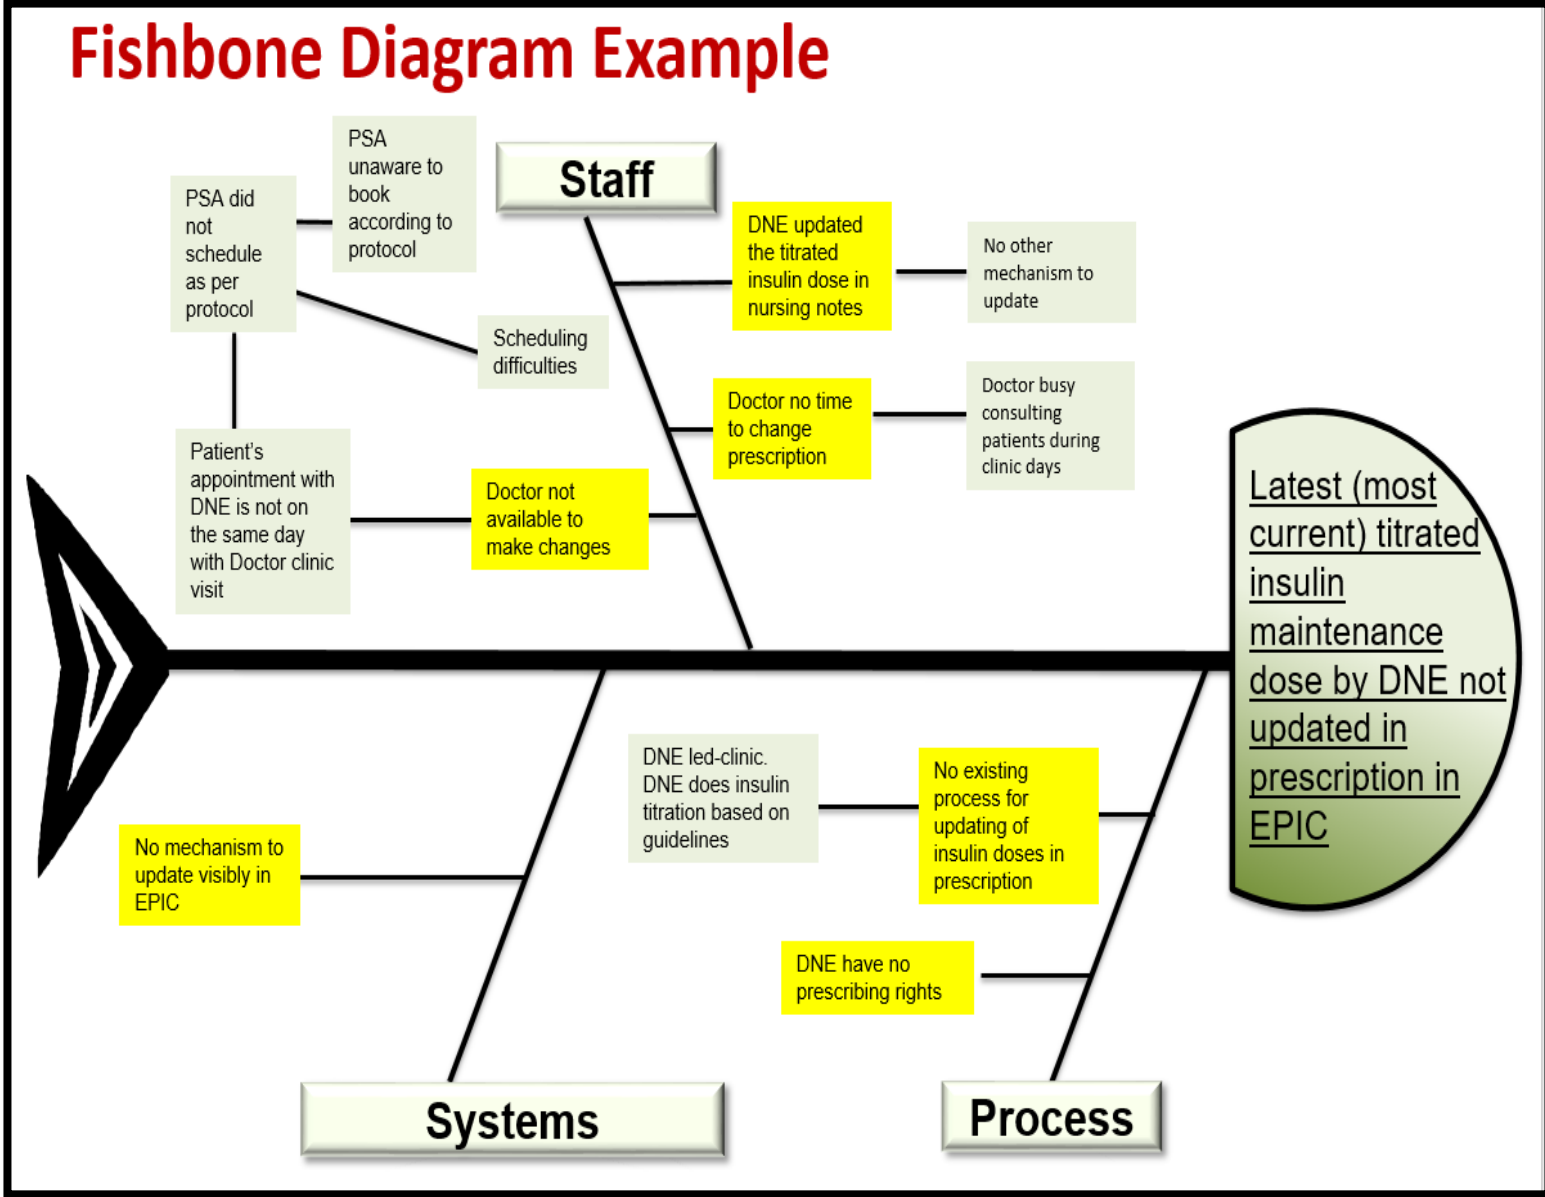 Fishbone Diagram Example
PSA
unaware to
book
according to
protocol
PSA did
not
schedule
as per
protocol
Scheduling
difficulties
Patient's
appointment with
DNE is not on
the same day
with Doctor clinic
visit
Doctor not
available to
make changes
Staff
DNE updated
the titrated
insulin dose in
nursing notes
No other
mechanism to
update
Doctor no time
to change
prescription
Doctor busy
consulting
patients during
clinic days
Latest (most
current) titrated
insulin
maintenance
dose by DNE not
updated in
prescription in
EPIC
No mechanism to
update visibly in
EPIC
Systems
DNE led-clinic.
DNE does insulin
titration based on
guidelines
No existing
process for
updating of
insulin doses in
prescription
DNE have no
prescribing rights
Process